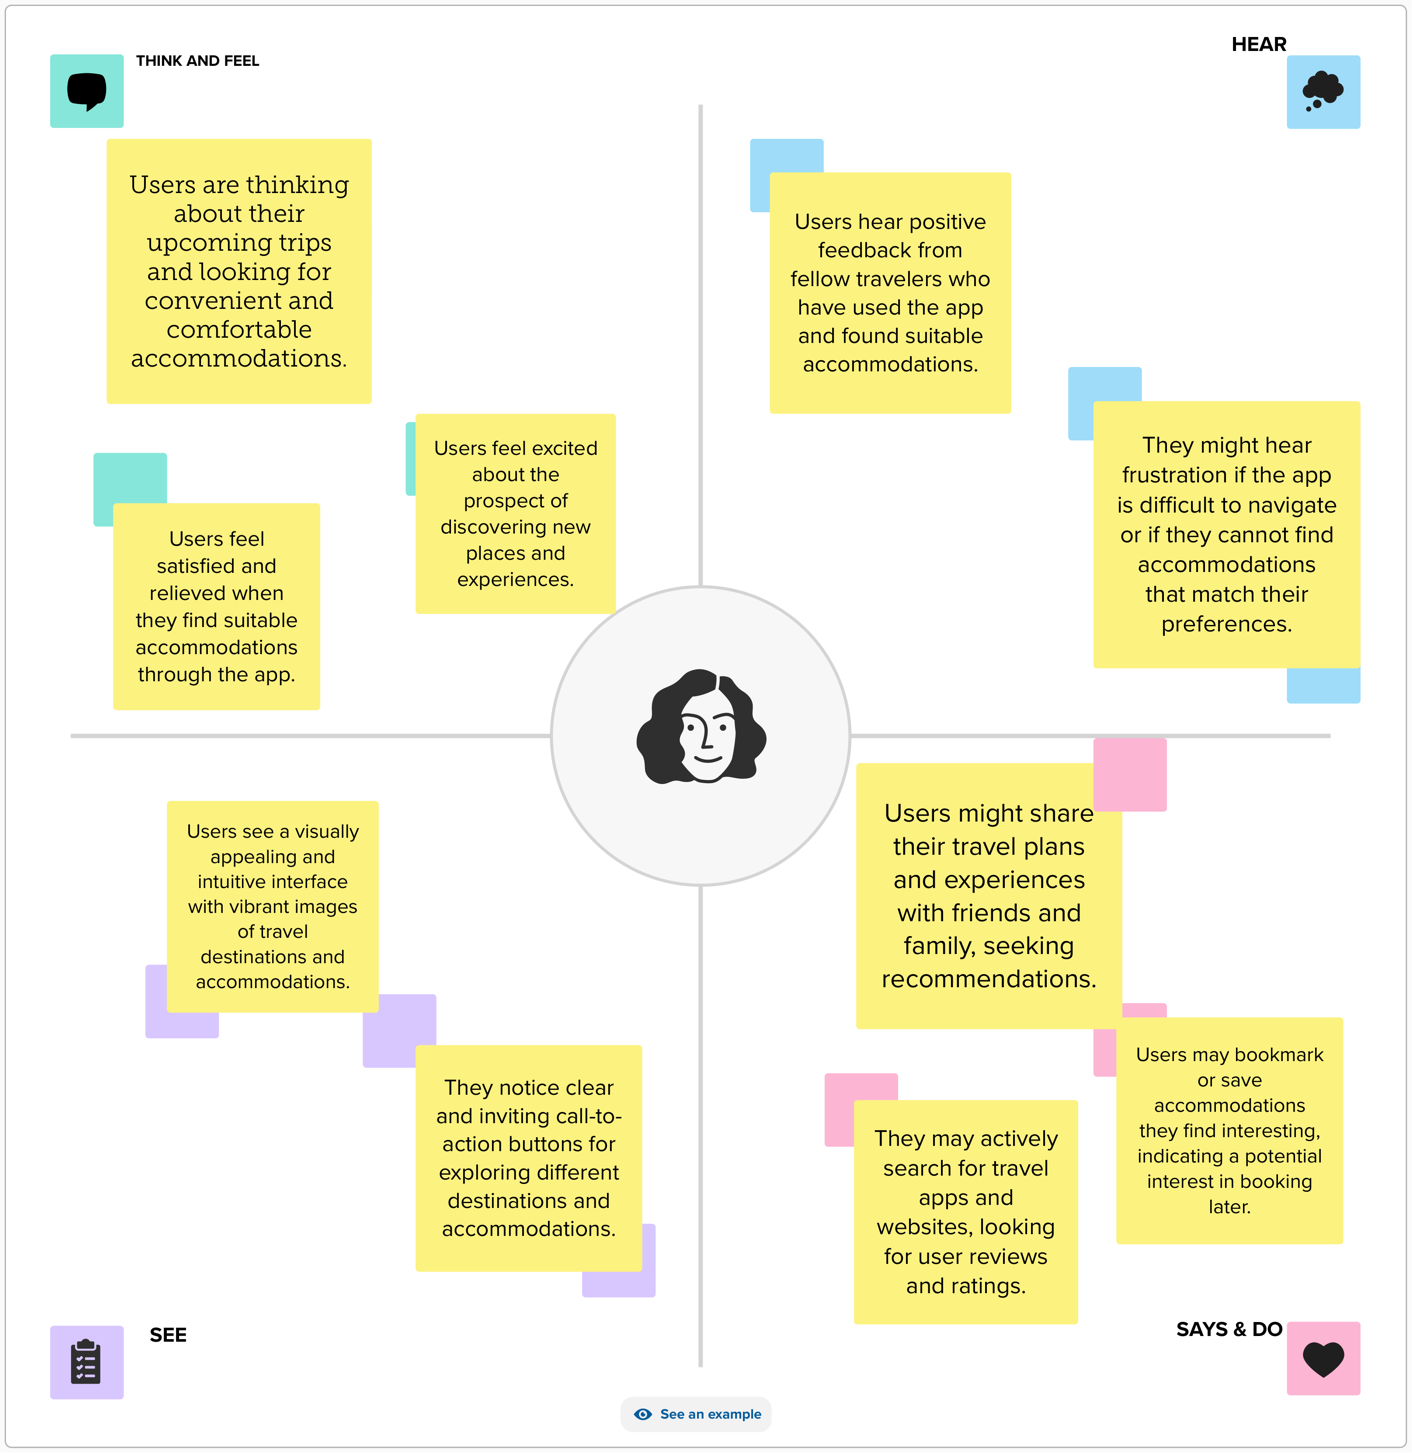 THINK AND FEEL
Users are thinking
about their
upcoming trips
and looking for
convenient and
comfortable
accommodations.
Users feel excited
about the
prospect of
discovering new
places and
experiences.
Users feel
satisfied and
relieved when
they find suitable
accommodations
through the app.
HEAR
Users hear positive
feedback from
fellow travelers who
have used the app
and found suitable
accommodations.
They might hear
frustration if the app
is difficult to navigate
or if they cannot find
accommodations
that match their
preferences.
Users see a visually
appealing and
intuitive interface
with vibrant images
of travel
destinations and
accommodations.
They notice clear
and inviting call-to-
action buttons for
exploring different
destinations and
accommodations.
SEE
Users might share
their travel plans
and experiences
with friends and
family, seeking
recommendations.
Users may bookmark
or save
accommodations
they find interesting,
indicating a potential
interest in booking
later.
They may actively
search for travel
apps and
websites, looking
for user reviews
and ratings.
SAYS & DO
See an example